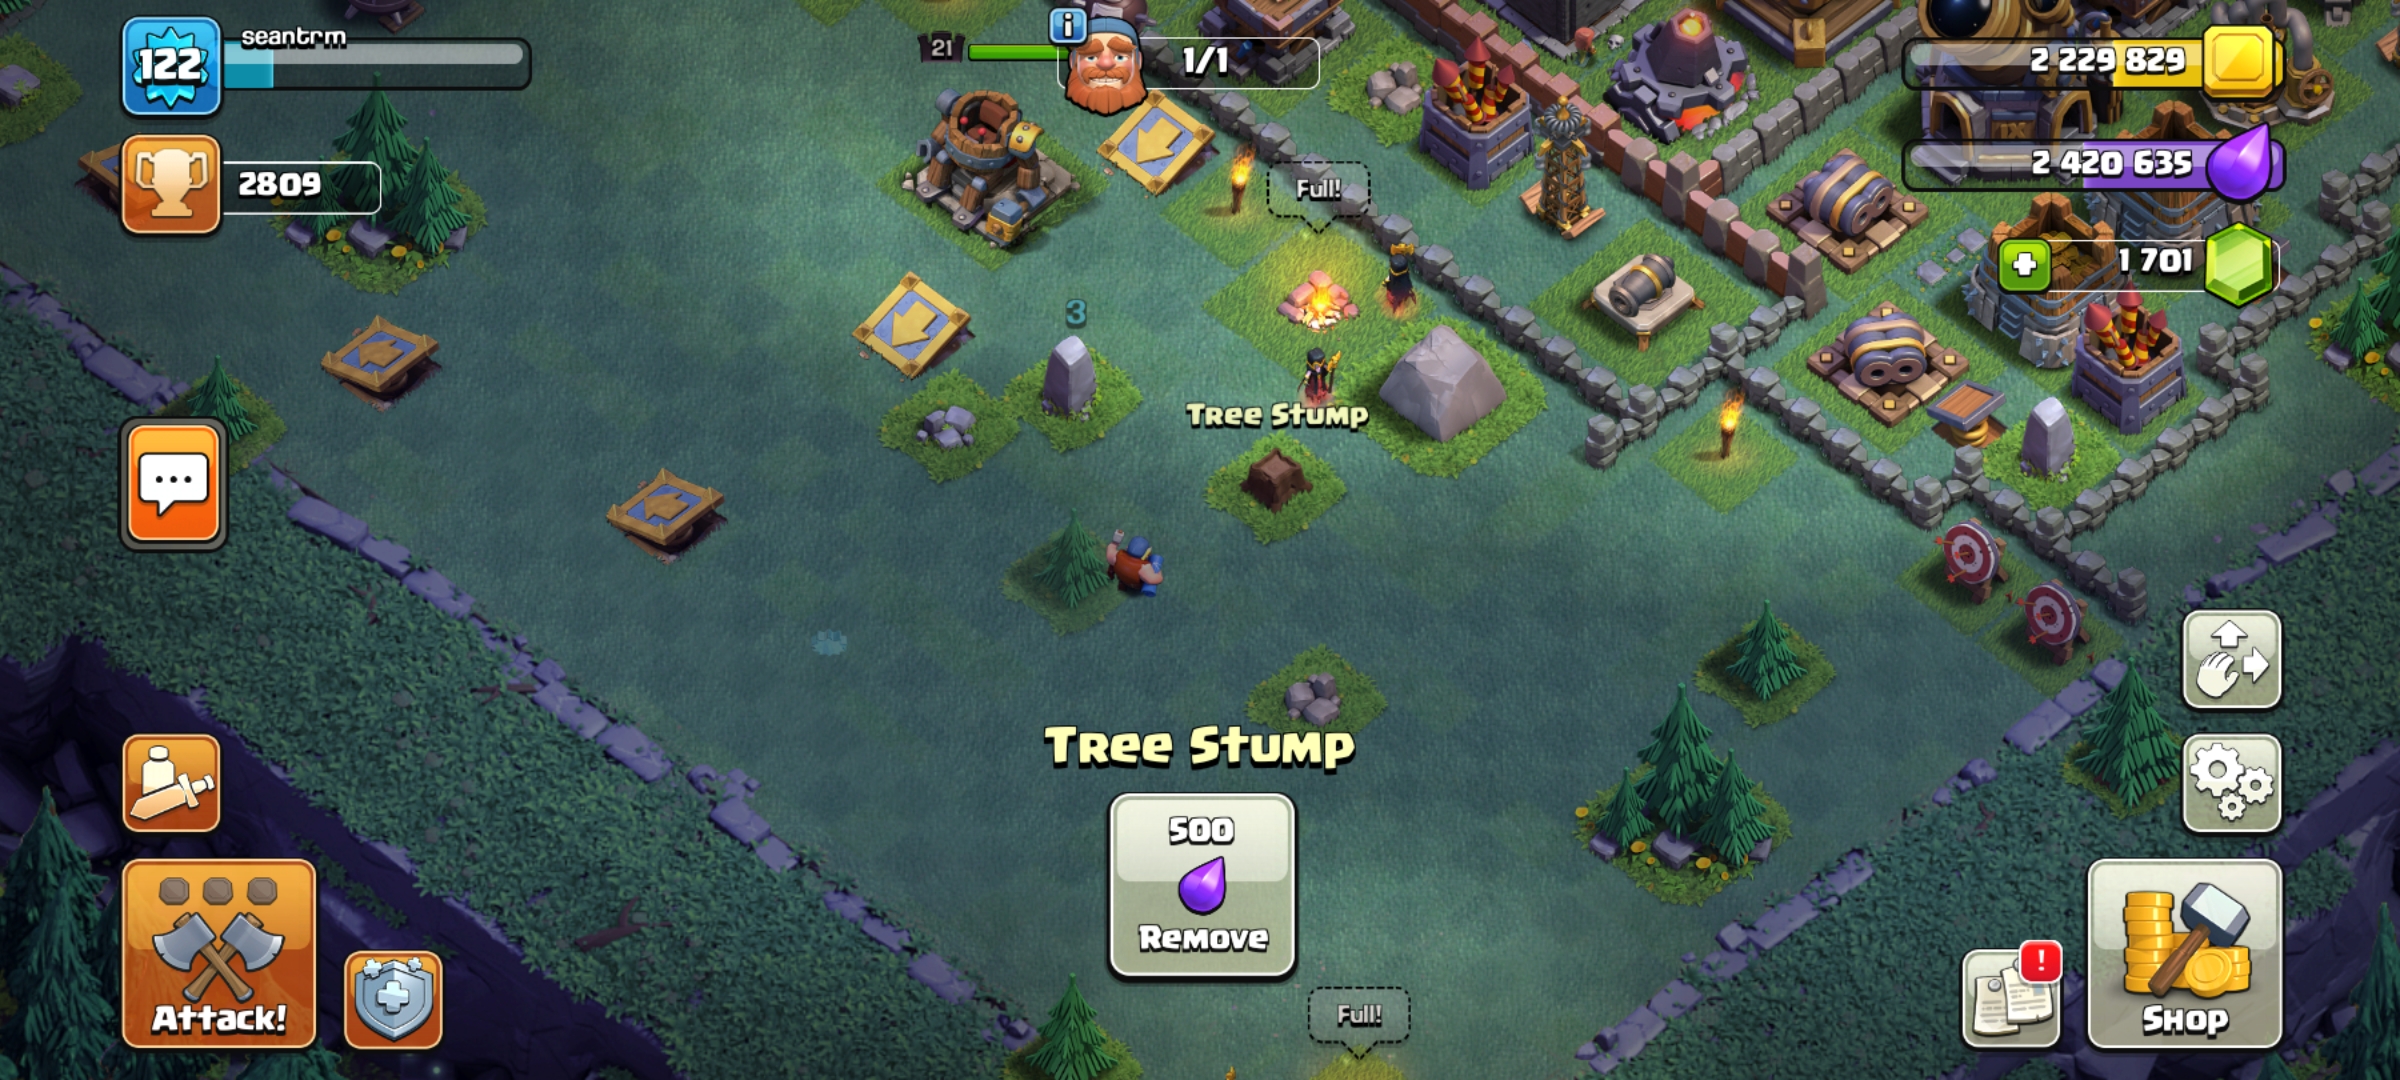 seantrm
122
21
i
1/1
2 229 829
2809
Full!
2 420 635
1 701
3
Tree Stump
Tree Stump
500
Remove
!
Full!
Attack!
Shop